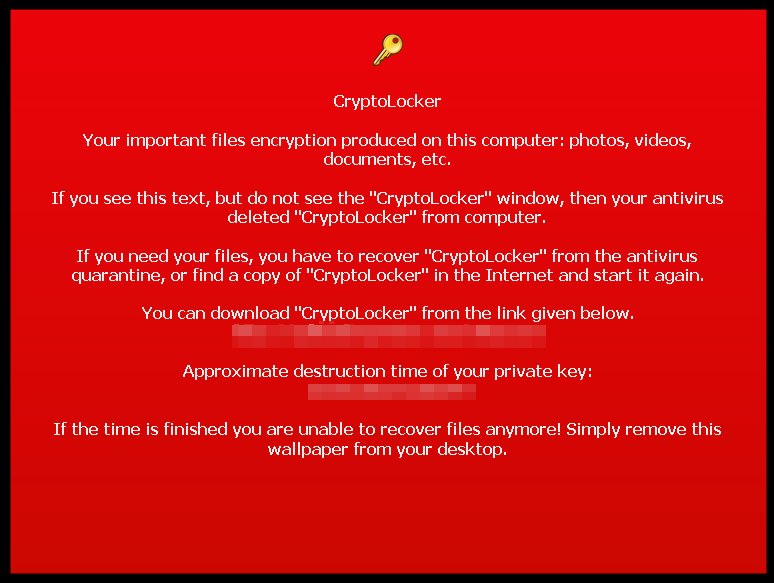 CryptoLocker
Your important files encryption produced on this computer: photos, videos,
documents, etc.
If you see this text, but do not see the "CryptoLocker" window, then your antivirus
deleted "CryptoLocker" from computer.
If you need your files, you have to recover "CryptoLocker" from the antivirus
quarantine, or find a copy of "CryptoLocker" in the Internet and start it again.
You can download "CryptoLocker" from the link given below.
Approximate destruction time of your private key:
If the time is finished you are unable to recover files anymore! Simply remove this
wallpaper from your desktop.